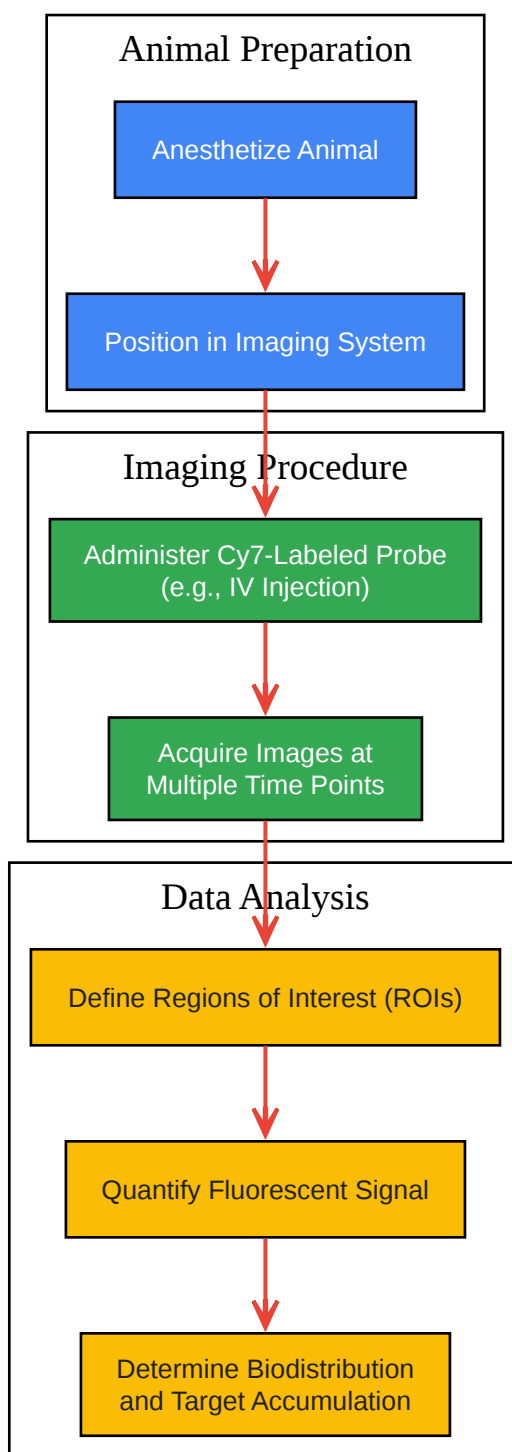 Animal Preparation
Anesthetize Animal
Position in Imaging System
Imaging Procedure
Administer Cy7-Labeled Probe
(e.g., IV Injection)
Acquire Images at
Multiple Time Points
Data Analysis
Define Regions of Interest (ROIs)
Quantify Fluorescent Signal
Determine Biodistribution
and Target Accumulation